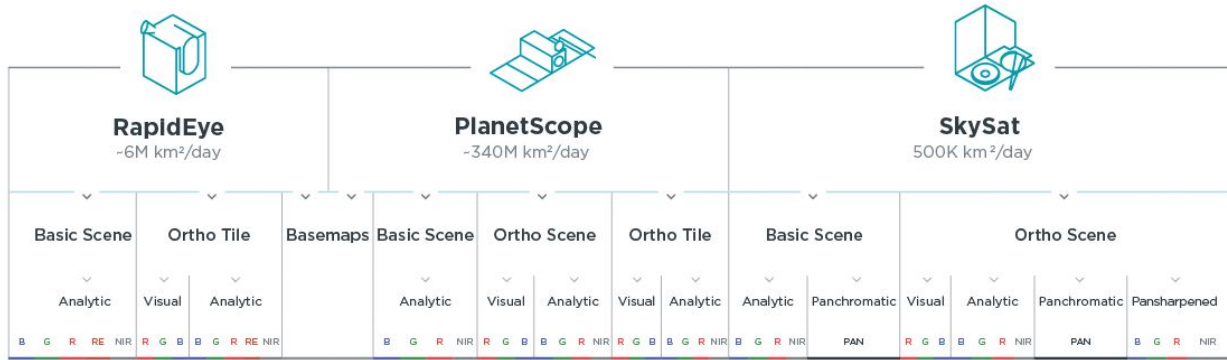 RapidEye PlanetScope SkySat
~6M km²/day ~340M km²/day 500K km²/day
Basic Scene Ortho Tile Basemaps Basic Scene Ortho Scene Ortho Tile Basic Scene Ortho Scene
Analytic Visual Analytic Analytic Visual Analytic Visual Analytic Analytic Panchromatic Visual Analytic Panchromatic Pansharpened
B G R RE NIR R G B B G R RE NIR B G R NIR R G B B G R NIR R G B B G R NIR B G R NIR PAN R G B B G R NIR PAN B G R NIR